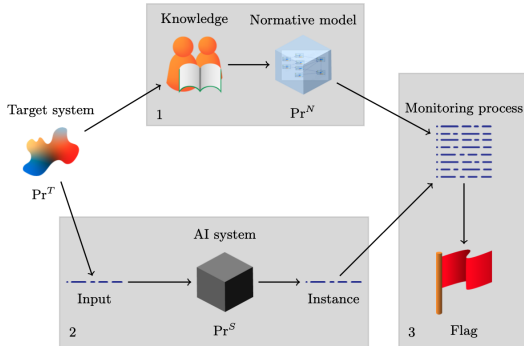 Knowledge
Normative model
1
Pr^N
Target system
Pr^T
Monitoring process
AI system
Input
Instance
2
Pr^S
3
Flag